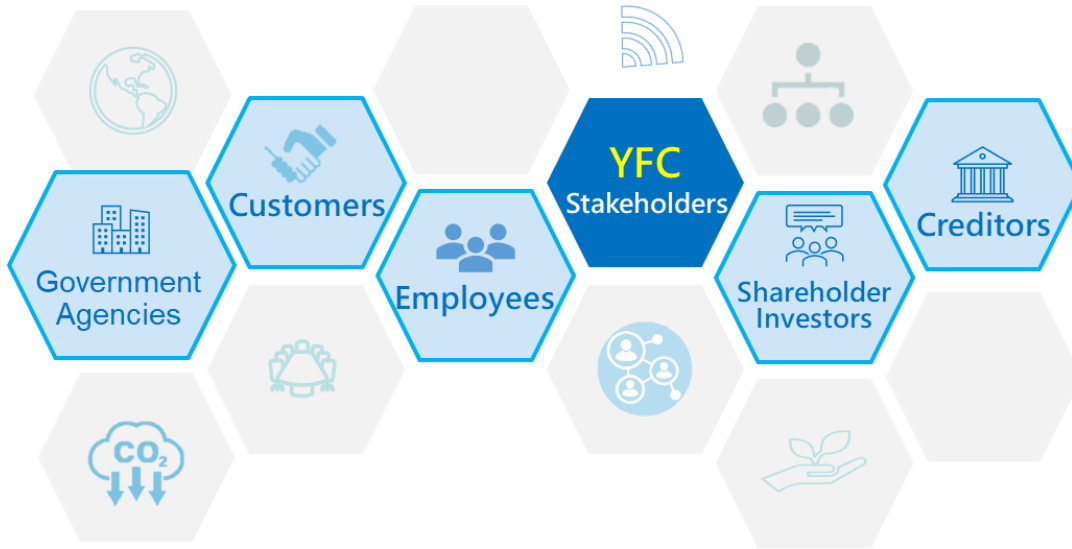 YFC
Stakeholders
Customers
Creditors
Government
Agencies
Employees
Shareholder
Investors
CO₂